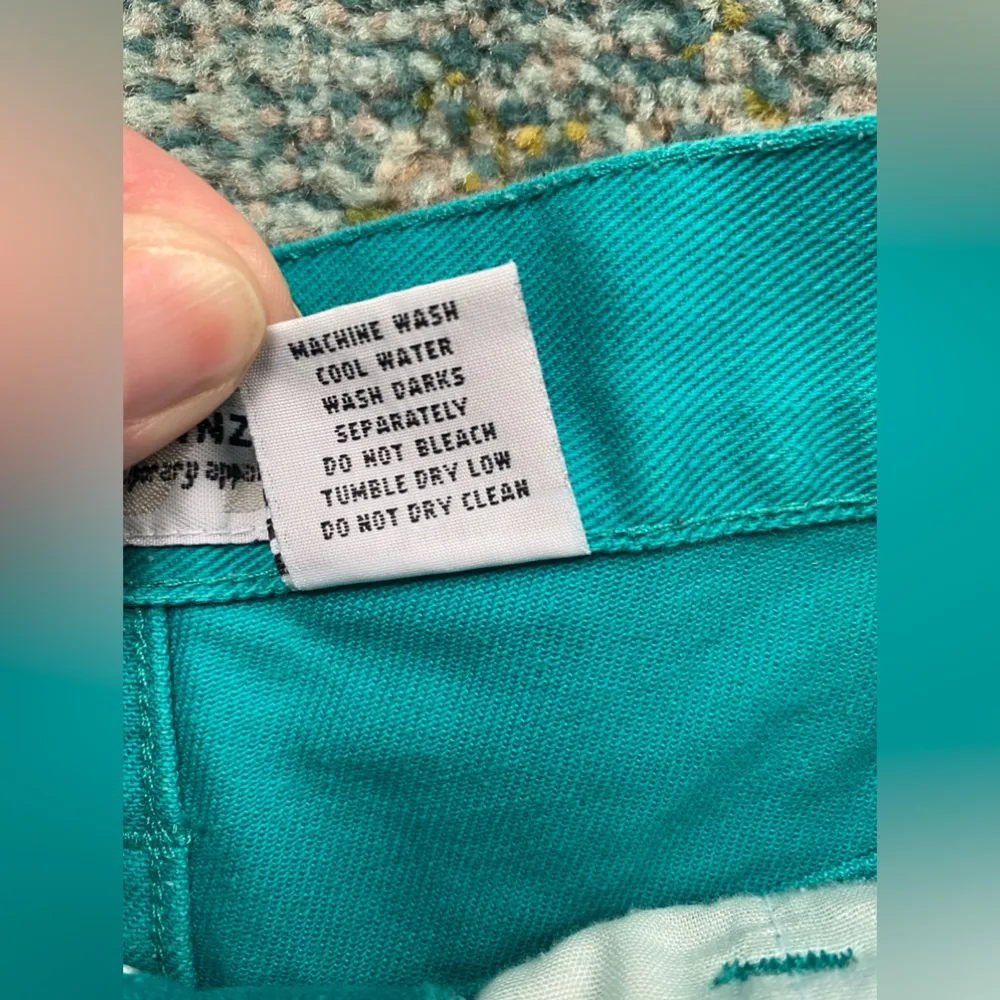 MACHINE WASH
COOL WATER
WASH DARKS
SEPARATELY
DO NOT BLEACH
TUMBLE DRY LOW
DO NOT DRY CLEAN